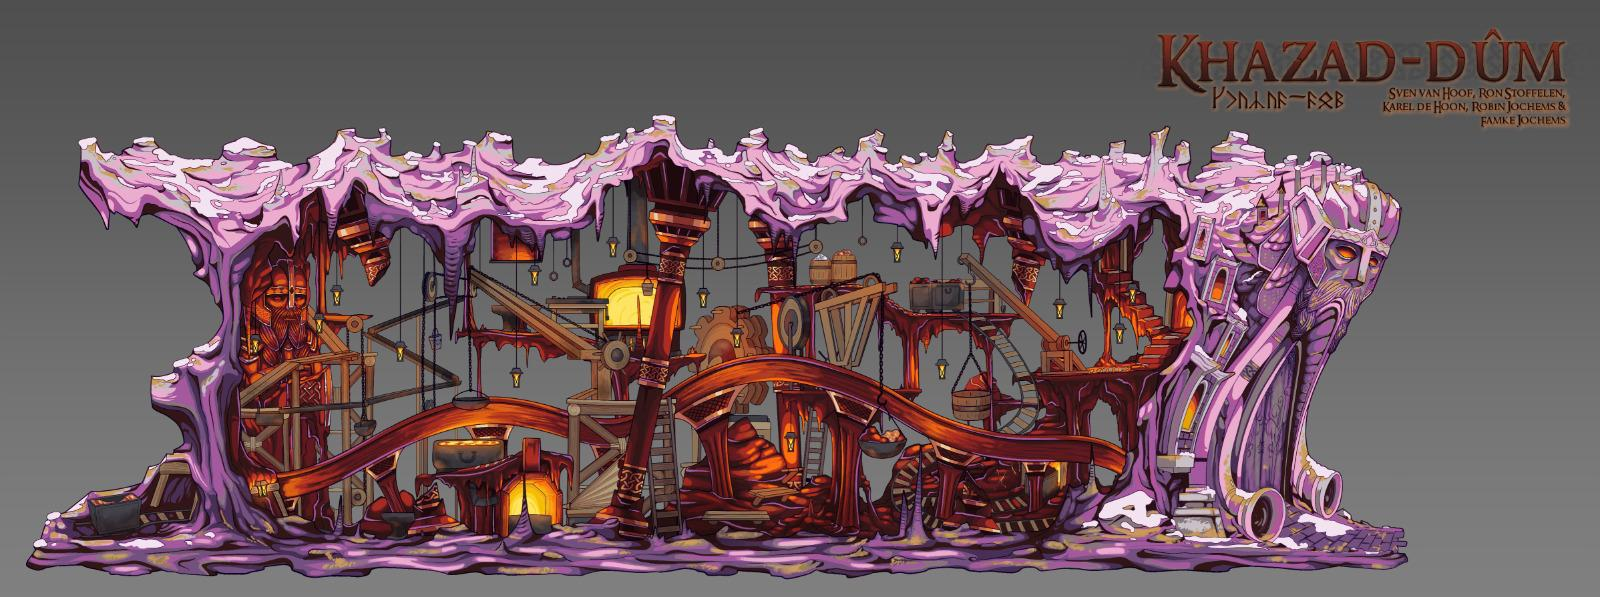 KHAZAD-DÛM
SVEN VAN HOOF, RON STOFFELEN,
KAREL DE HOON, ROBIN JOCHEMS &
FAMKE JOCHEMS